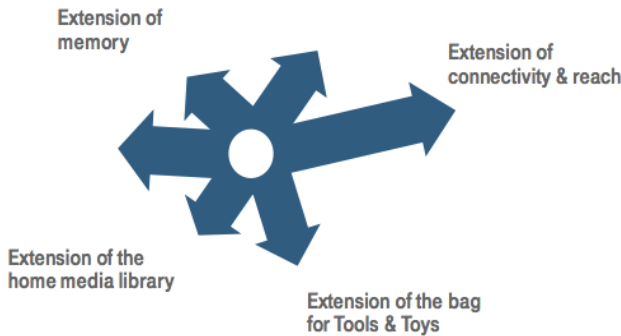 Extension of
memory
Extension of
connectivity & reach
Extension of the
home media library
Extension of the bag
for Tools & Toys